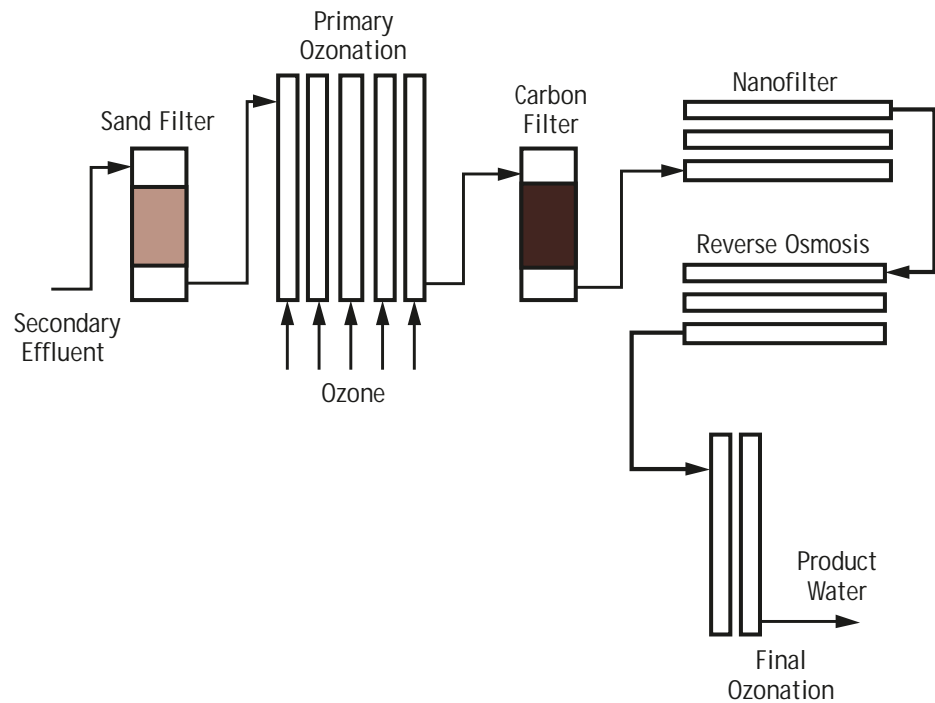 Primary
Ozonation
Sand Filter
Carbon
Filter
Nanofilter
Reverse Osmosis
Secondary
Effluent
Ozone
Product
Water
Final
Ozonation